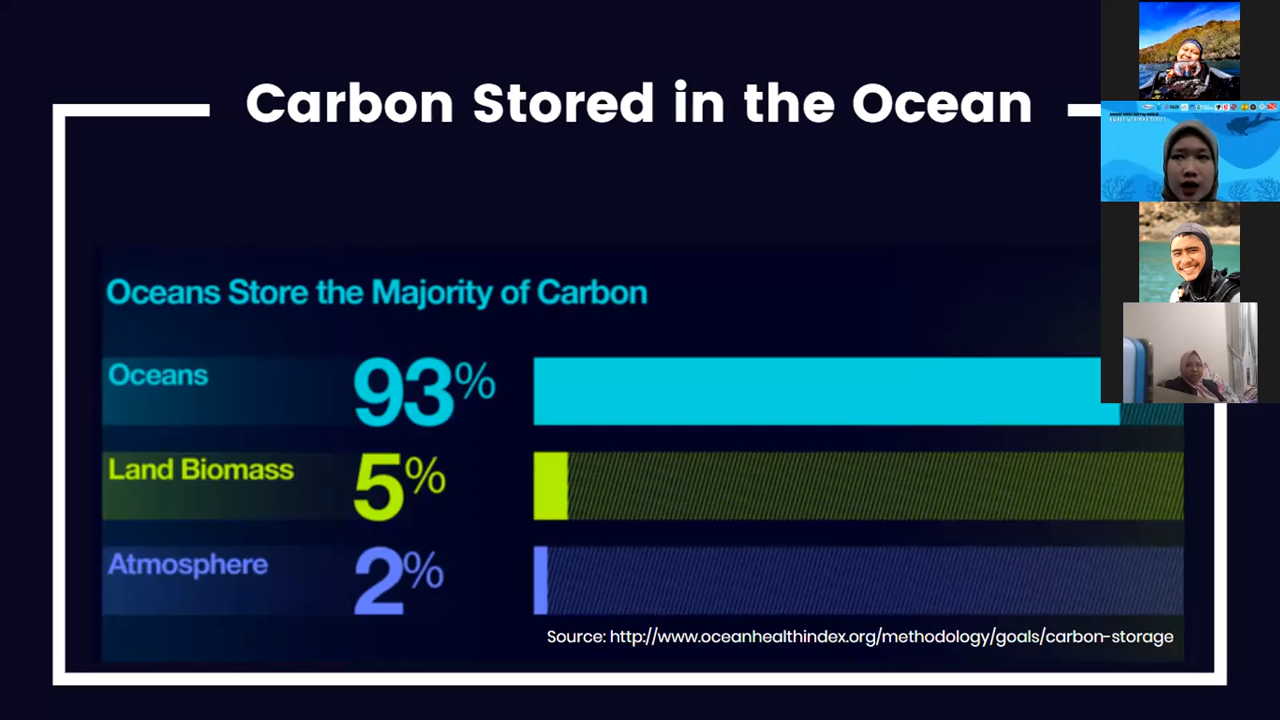 Carbon Stored in the Ocean
Oceans Store the Majority of Carbon
Oceans 93%
Land Biomass 5%
Atmosphere 2%
Source: http://www.oceanhealthindex.org/methodology/goals/carbon-storage